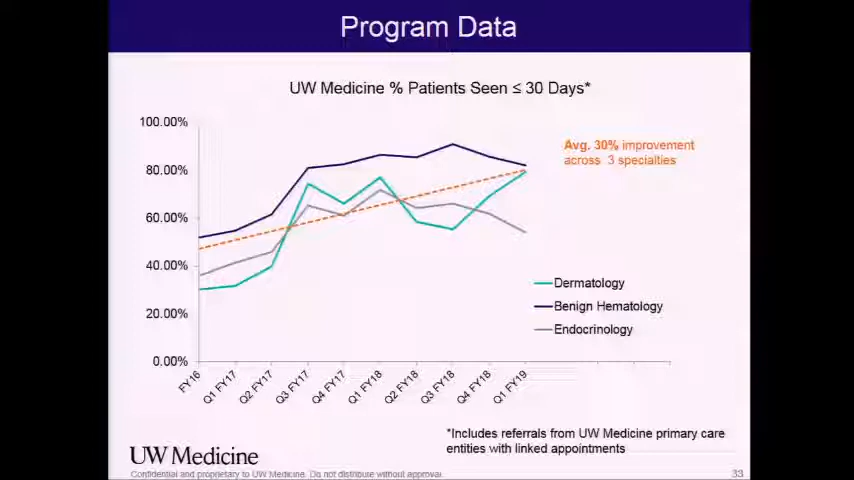 Program Data
UW Medicine % Patients Seen ≤ 30 Days*
100.00%
80.00%
60.00%
40.00%
20.00%
0.00%
Avg. 30% improvement
across 3 specialties
Dermatology
Benign Hematology
Endocrinology
FY16
Q1 FY17
Q2 FY17
Q3 FY17
Q4 FY17
Q1 FY18
Q2 FY18
Q3 FY18
Q4 FY18
Q1 FY19
*Includes referrals from UW Medicine primary care
entities with linked appointments
UW Medicine
Confidential and proprietary to UW Medicine. Do not distribute without approval.
33